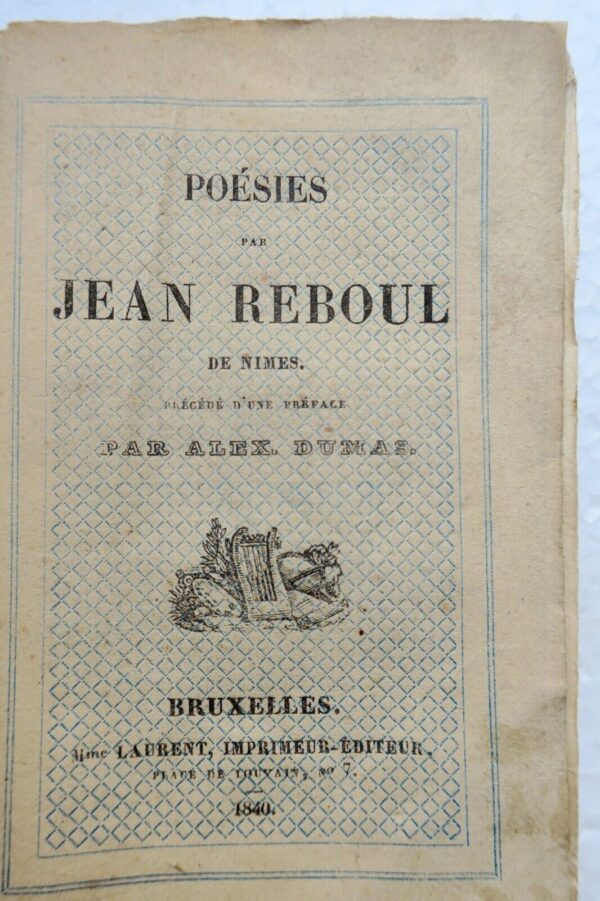 POÉSIES
PAR
JEAN REBOUL
DE NIMES.
PRÉCÉDÉ D'UNE PRÉFACE
PAR ALEX. DUMAS.
BRUXELLES.
Mme LAURENT, IMPRIMEUR-ÉDITEUR,
PLACE DE LOUVAIN, No 7.
1840.